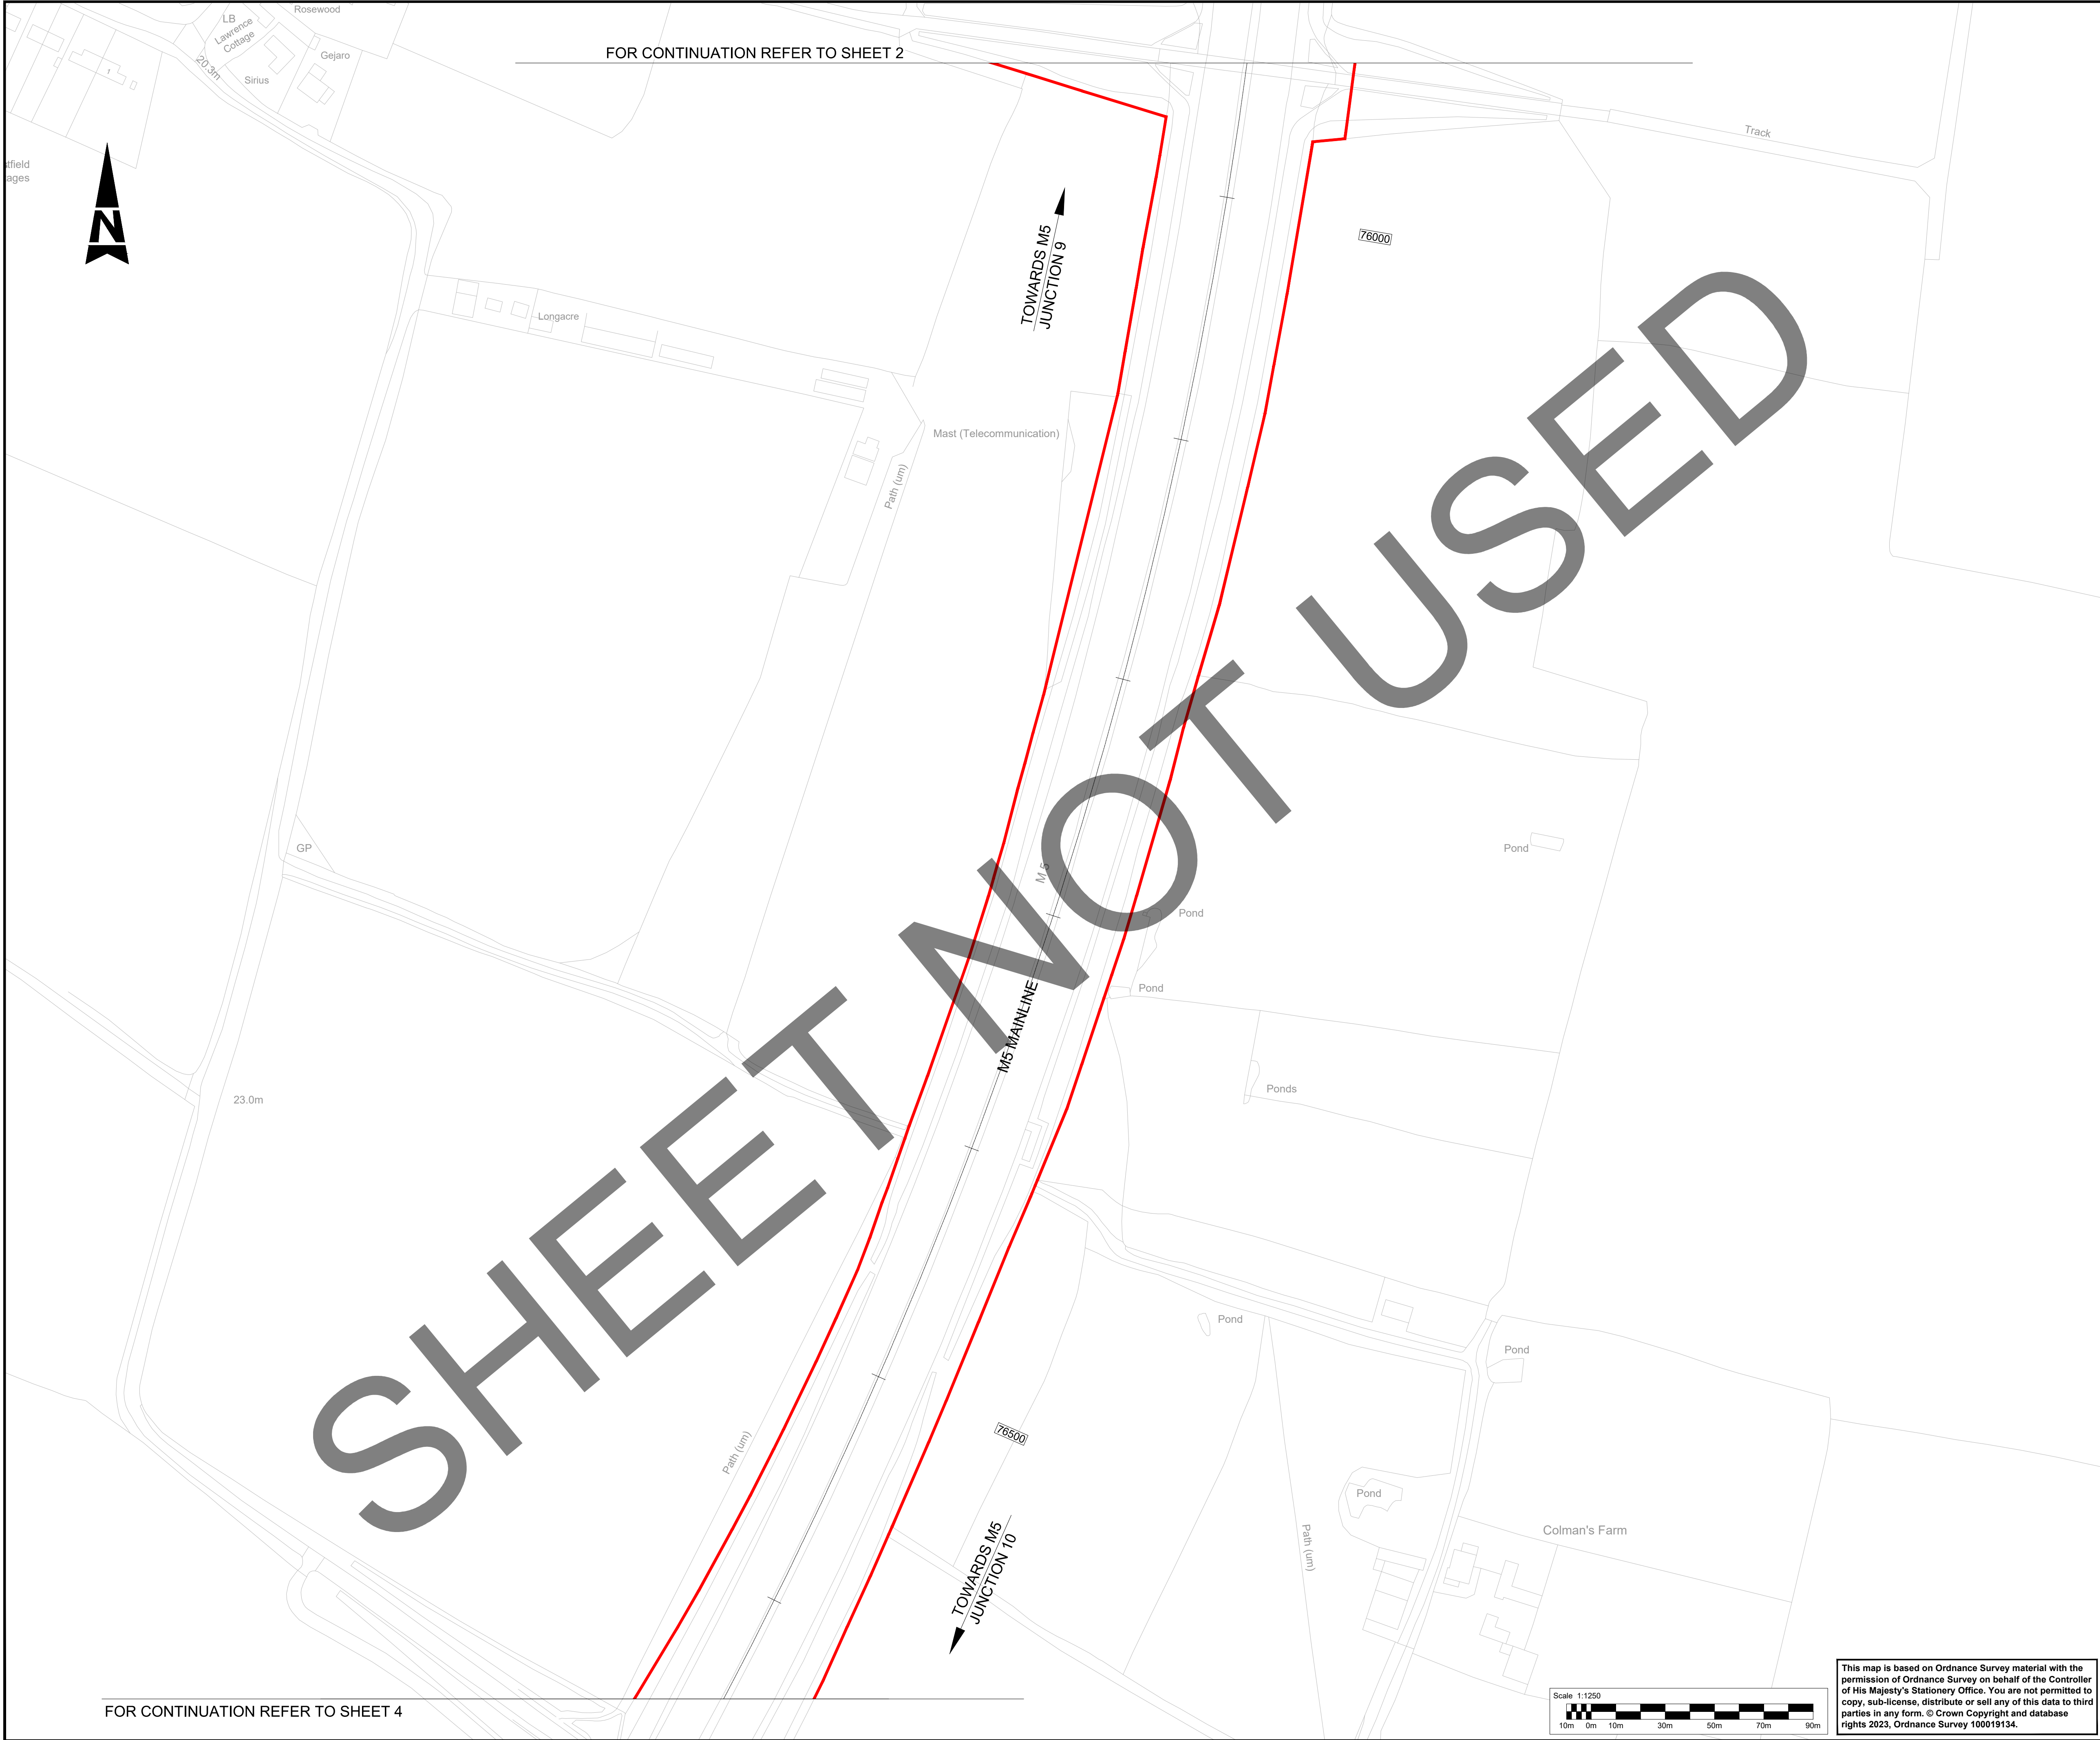 Rosewood
LB
Lawrence
Cottage
Gejaro
20.3m
Sirius
1
FOR CONTINUATION REFER TO SHEET 2
Track
N
TOWARDS M5
JUNCTION 9
76000
Longacre
Mast (Telecommunication)
Path (um)
SHEET NOT USED
GP
M 5
Pond
Pond
Pond
M5 MAINLINE
23.0m
Ponds
Pond
Pond
76500
Path (um)
Pond
Path (um)
Colman's Farm
TOWARDS M5
JUNCTION 10
FOR CONTINUATION REFER TO SHEET 4
Scale 1:1250
10m 0m 10m 30m 50m 70m 90m
This map is based on Ordnance Survey material with the
permission of Ordnance Survey on behalf of the Controller
of His Majesty's Stationery Office. You are not permitted to
copy, sub-license, distribute or sell any of this data to third
parties in any form. © Crown Copyright and database
rights 2023, Ordnance Survey 100019134.